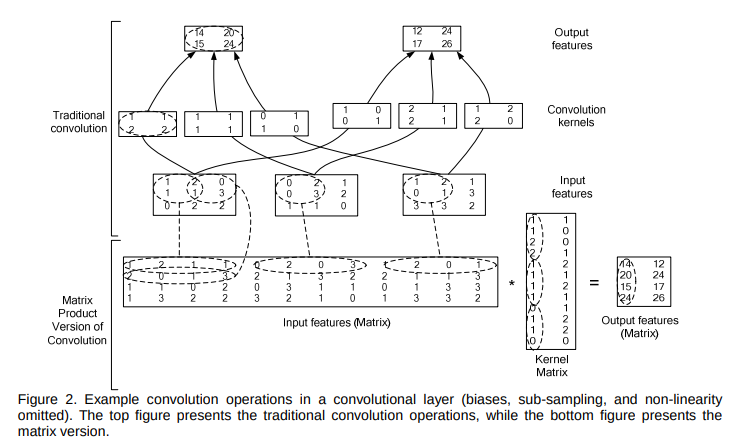 14 20
15 24
12 24
17 26
Output
features
Traditional
convolution
1 1
2 2
1 1
1 1
0 1
1 0
1 0
0 1
2 1
2 1
1 2
2 0
Convolution
kernels
1 2 0
1 1 3
0 2 2
0 2 1
0 3 2
1 1 0
1 2 1
0 1 3
3 3 2
Input
features
Matrix
Product
Version of
Convolution
1 2 1 1 0 2 0 3 1 2 0 1
2 0 1 3 2 1 3 2 2 1 1 3
1 1 0 2 0 3 1 1 0 1 3 3
1 3 2 2 3 2 1 0 1 3 3 2
Input features (Matrix)
*
1 1
1 0
2 0
2 1
1 2
1 1
1 2
1 1
0 1
1 2
1 2
0 0
Kernel
Matrix
=
14 12
20 24
15 17
24 26
Output features
(Matrix)
Figure 2. Example convolution operations in a convolutional layer (biases, sub-sampling, and non-linearity
omitted). The top figure presents the traditional convolution operations, while the bottom figure presents the
matrix version.